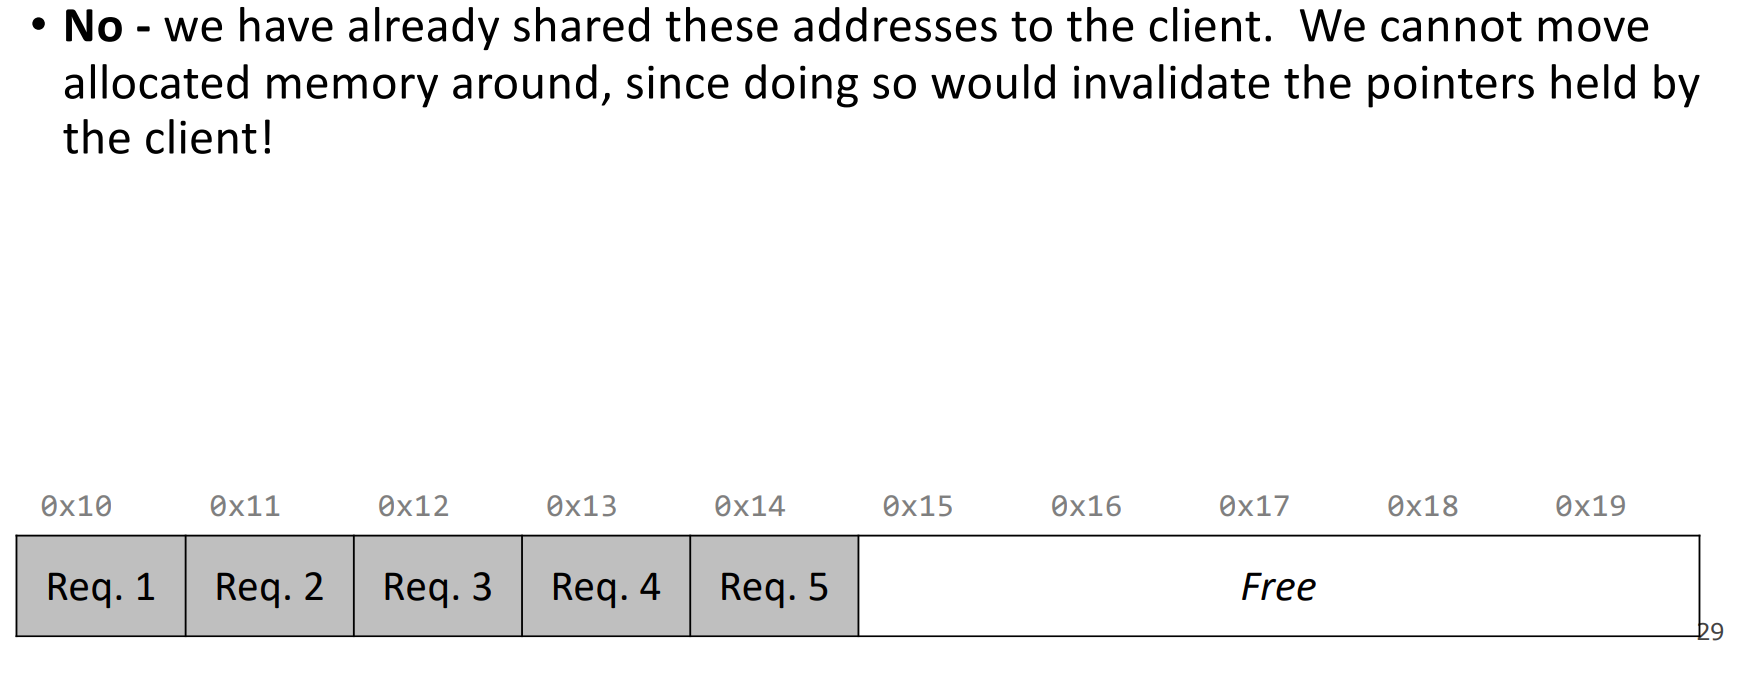 • No - we have already shared these addresses to the client.  We cannot move
allocated memory around, since doing so would invalidate the pointers held by
the client!
0x10 0x11 0x12 0x13 0x14 0x15 0x16 0x17 0x18 0x19
Req. 1 Req. 2 Req. 3 Req. 4 Req. 5 Free
29